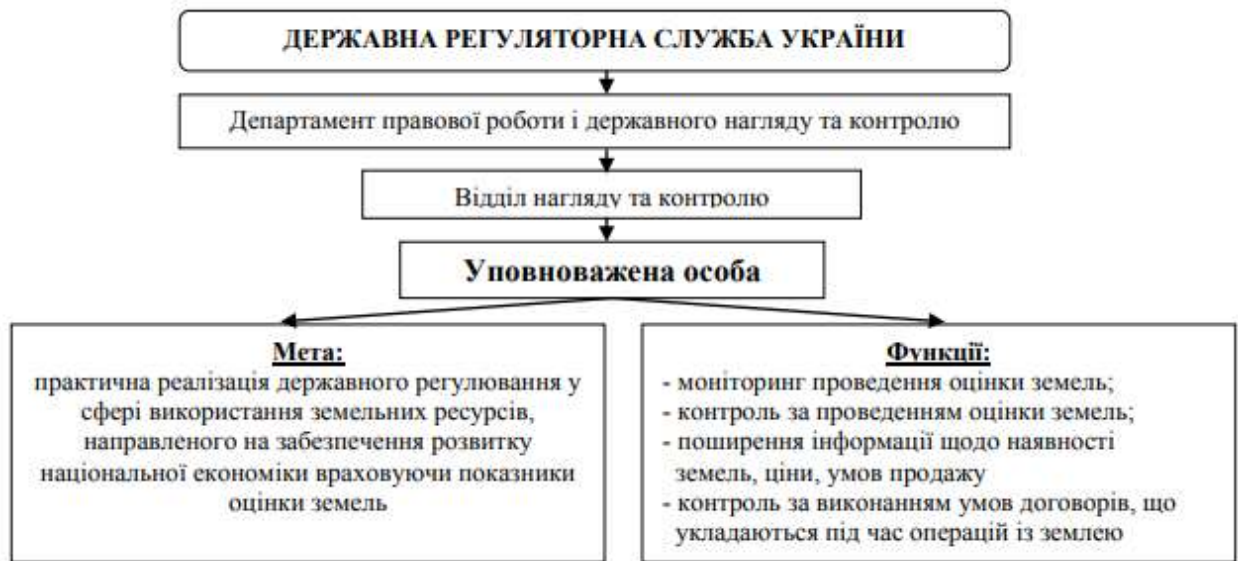 ДЕРЖАВНА РЕГУЛЯТОРНА СЛУЖБА УКРАЇНИ
Департамент правової роботи і державного нагляду та контролю
Відділ нагляду та контролю
Уповноважена особа
Мета:
практична реалізація державного регулювання у
сфері використання земельних ресурсів,
направленого на забезпечення розвитку
національної економіки враховуючи показники
оцінки земель
Функції:
- моніторинг проведення оцінки земель;
- контроль за проведенням оцінки земель;
- поширення інформації щодо наявності
земель, ціни, умов продажу
- контроль за виконанням умов договорів, що
укладаються під час операцій із землею